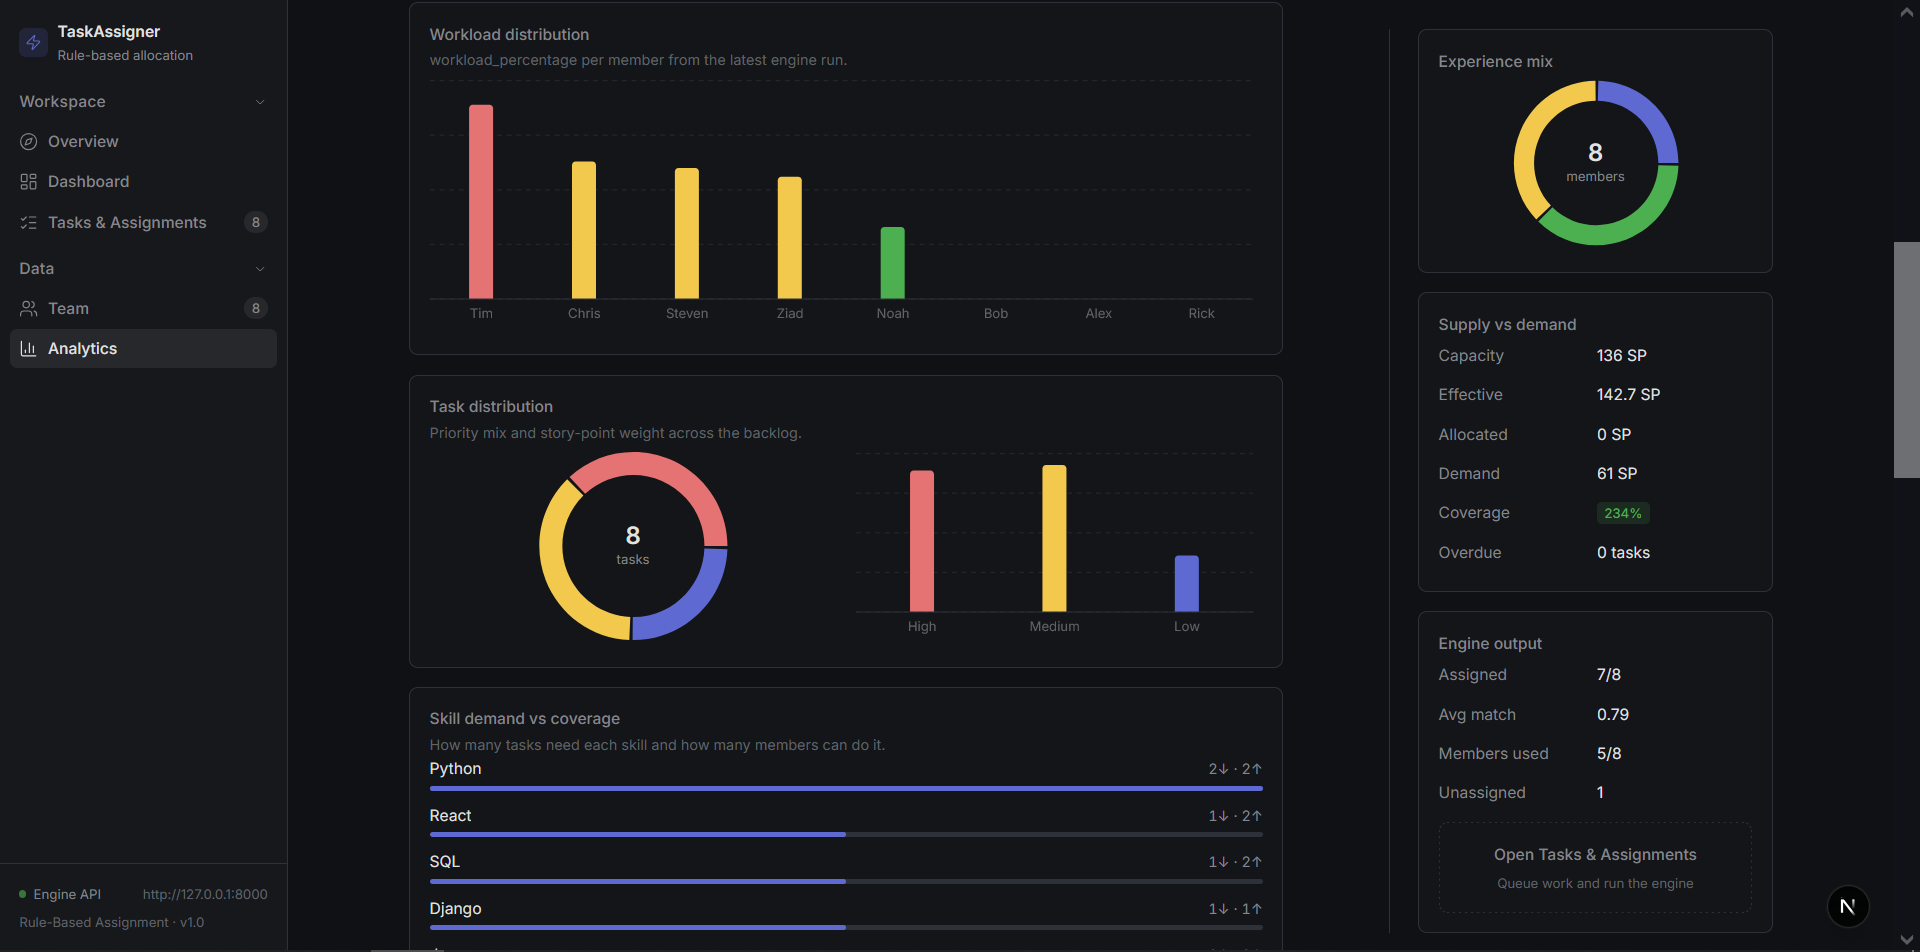 TaskAssigner
Rule-based allocation
Workspace
Overview
Dashboard
Tasks & Assignments 8
Data
Team 8
Analytics
Engine API http://127.0.0.1:8000
Rule-Based Assignment · v1.0
Workload distribution
workload_percentage per member from the latest engine run.
Tim Chris Steven Ziad Noah Bob Alex Rick
Task distribution
Priority mix and story-point weight across the backlog.
8
tasks
High Medium Low
Skill demand vs coverage
How many tasks need each skill and how many members can do it.
Python 2↓ · 2↑
React 1↓ · 2↑
SQL 1↓ · 2↑
Django 1↓ · 1↑
Experience mix
8
members
Supply vs demand
Capacity 136 SP
Effective 142.7 SP
Allocated 0 SP
Demand 61 SP
Coverage 234%
Overdue 0 tasks
Engine output
Assigned 7/8
Avg match 0.79
Members used 5/8
Unassigned 1
Open Tasks & Assignments
Queue work and run the engine
N